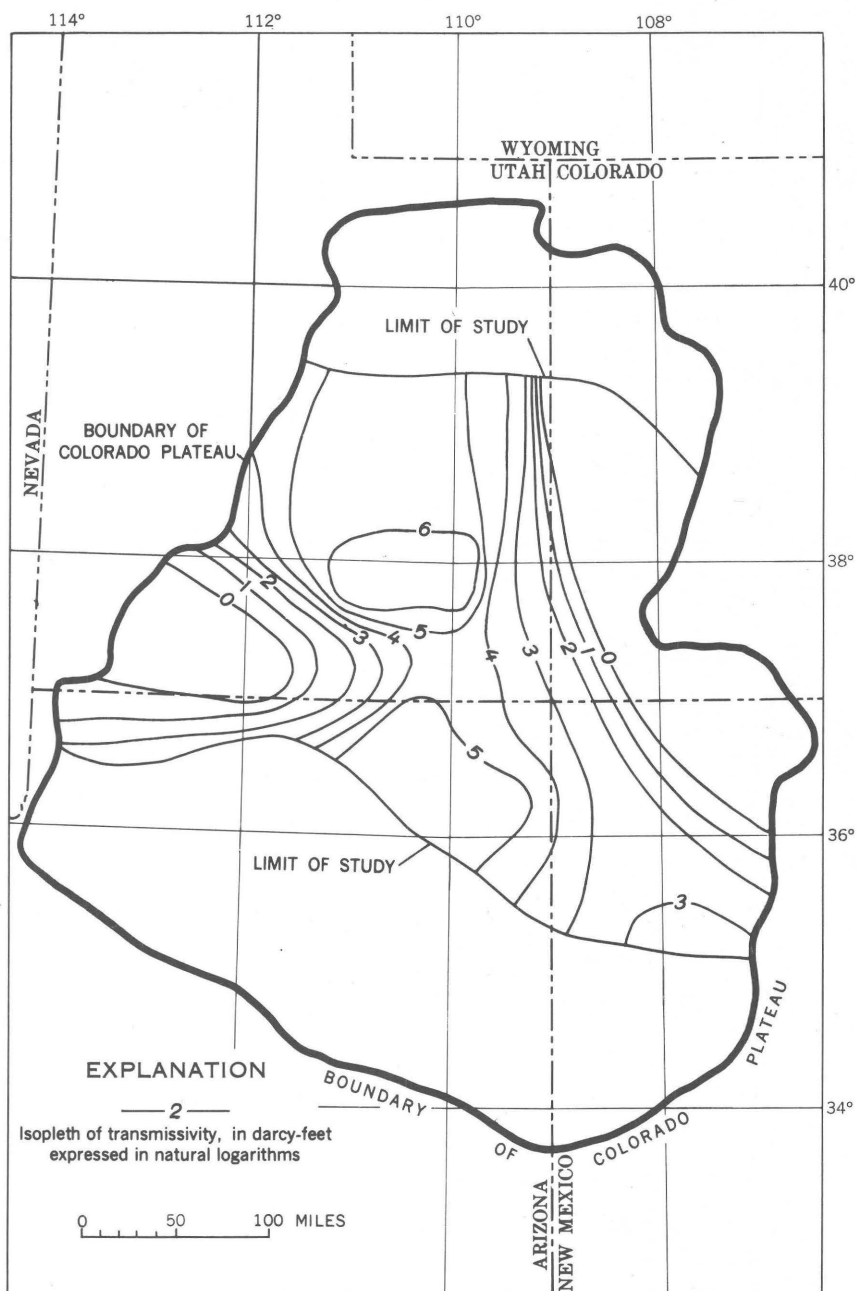 114°
112°
110°
108°
WYOMING
UTAH
COLORADO
40°
LIMIT OF STUDY
NEVADA
BOUNDARY OF
COLORADO PLATEAU
6
38°
0
1
2
3
4
5
4
3
2
1
0
5
36°
LIMIT OF STUDY
3
EXPLANATION
2
Isopleth of transmissivity, in darcy-feet
expressed in natural logarithms
BOUNDARY OF COLORADO PLATEAU
34°
0 50 100 MILES
ARIZONA
NEW MEXICO